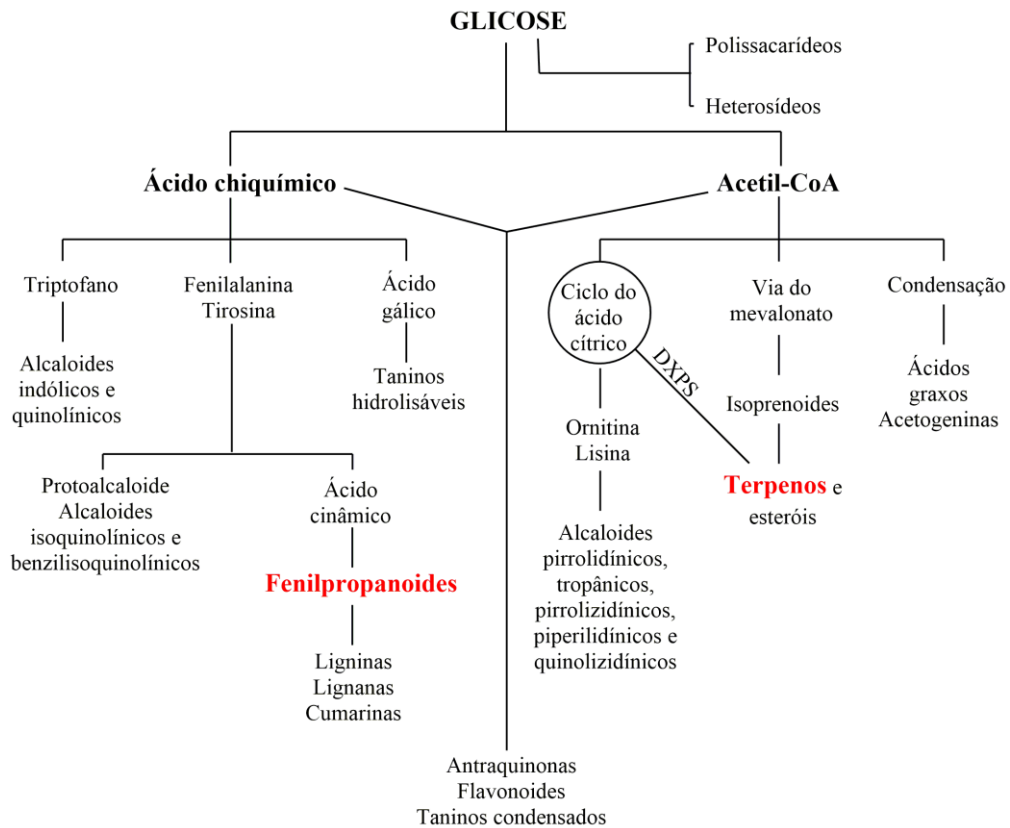 GLICOSE
Polissacarídeos
Heterosídeos
Ácido chiquímico
Acetil-CoA
Triptofano
Fenilalanina
Tirosina
Ácido
gálico
Ciclo do
ácido
cítrico
Via do
mevalonato
Condensação
DXPS
Alcaloides
indólicos e
quinolínicos
Taninos
hidrolisáveis
Ornitina
Lisina
Isoprenoides
Ácidos
graxos
Acetogeninas
Protoalcaloide
Alcaloides
isoquinolínicos e
benzilisoquinolínicos
Ácido
cinâmico
Terpenos e
esteróis
Fenilpropanoides
Alcaloides
pirrolidínicos,
tropânicos,
pirrolizidínicos,
piperilidínicos e
quinolizidínicos
Ligninas
Lignanas
Cumarinas
Antraquinonas
Flavonoides
Taninos condensados